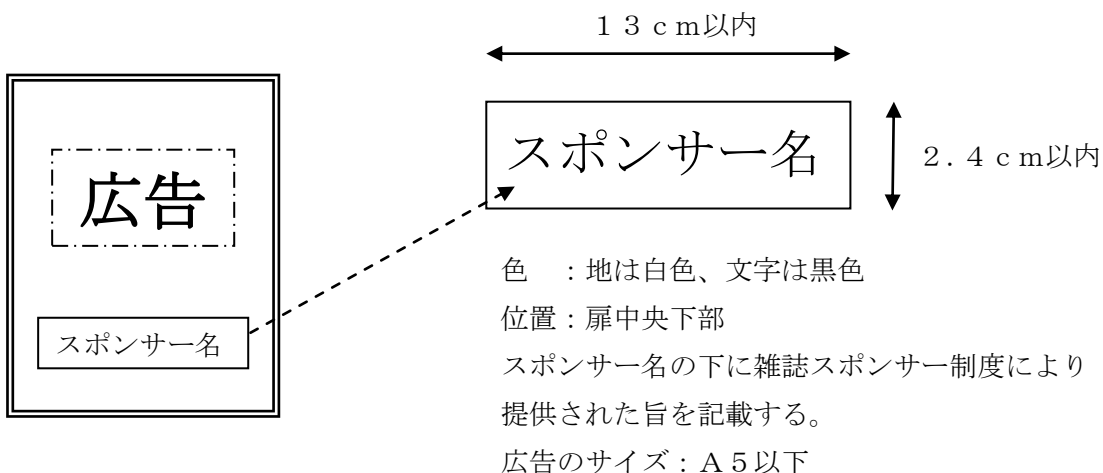 １３ｃｍ以内
広告
スポンサー名
スポンサー名
２.４ｃｍ以内
色　：地は白色、文字は黒色
位置：扉中央下部
スポンサー名の下に雑誌スポンサー制度により
提供された旨を記載する。
広告のサイズ：Ａ５以下